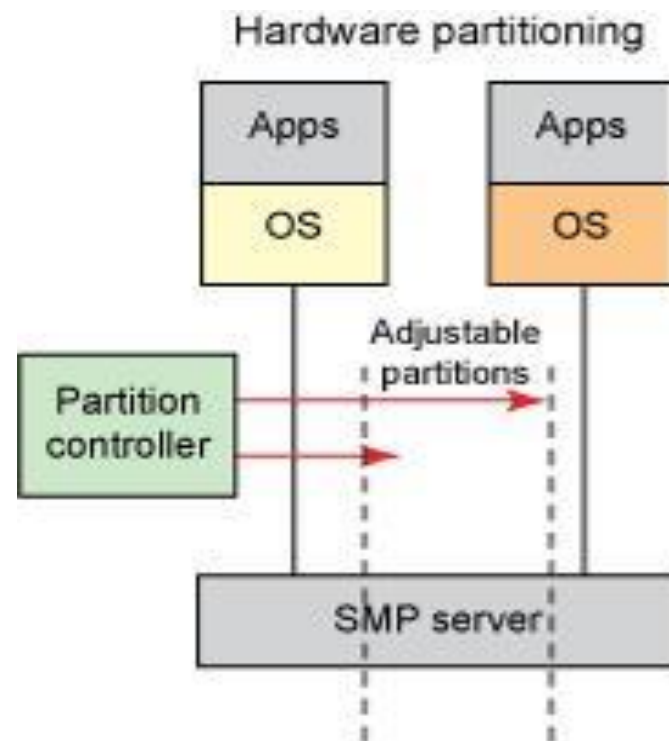 Hardware partitioning
Apps
Apps
OS
OS
Adjustable
partitions
Partition
controller
SMP server